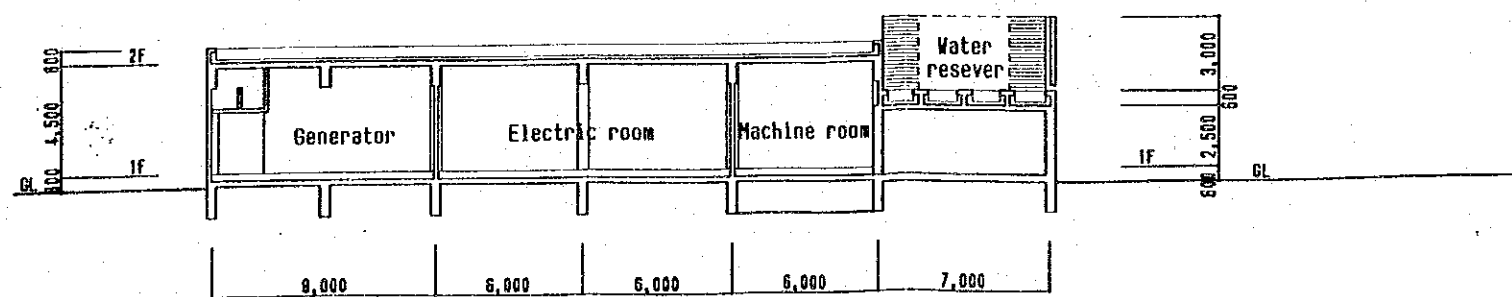 600
2F
4,500
1F
600
GL
Generator
Electric room
Machine room
Water
resever
3,000
600
2,500
1F
600
GL
9,000
6,000
6,000
6,000
7,000